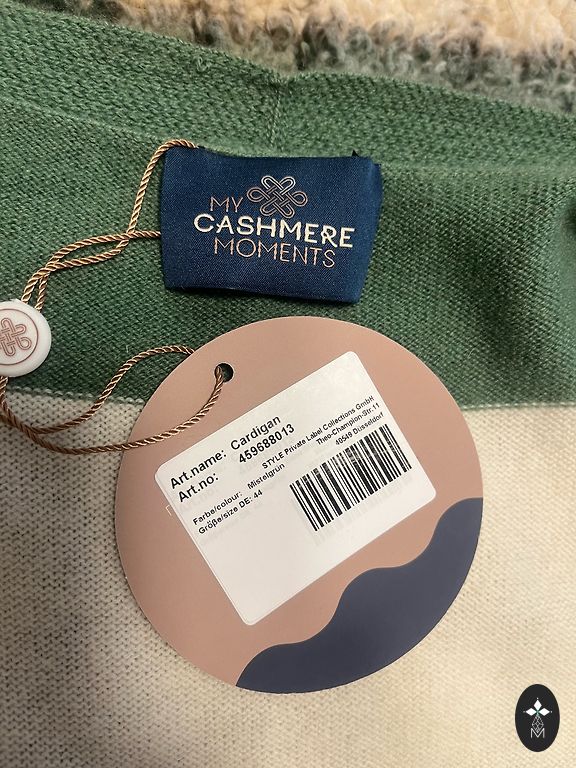 MY
CASHMERE
MOMENTS
Art.name: Cardigan
Art.no: 459688013
STYLE Private Label Collections GmbH
Theo-Champion-Str.11
40549 Düsseldorf
Farbe/colour: Mistelgrün
Größe/size DE: 44
M